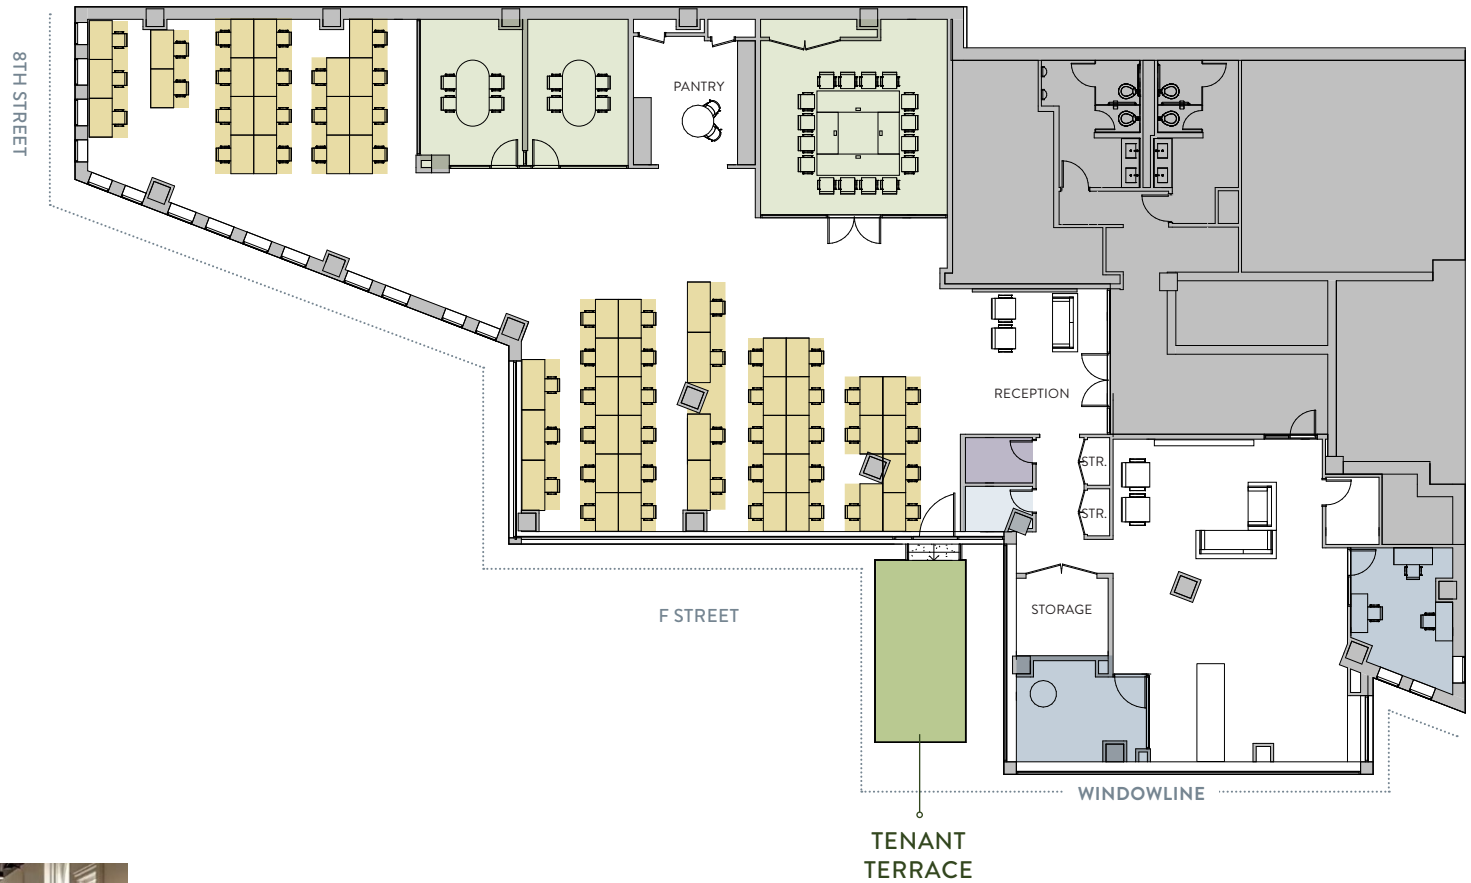 8TH STREET
PANTRY
RECEPTION
STR.
STR.
STORAGE
F STREET
WINDOWLINE
TENANT
TERRACE